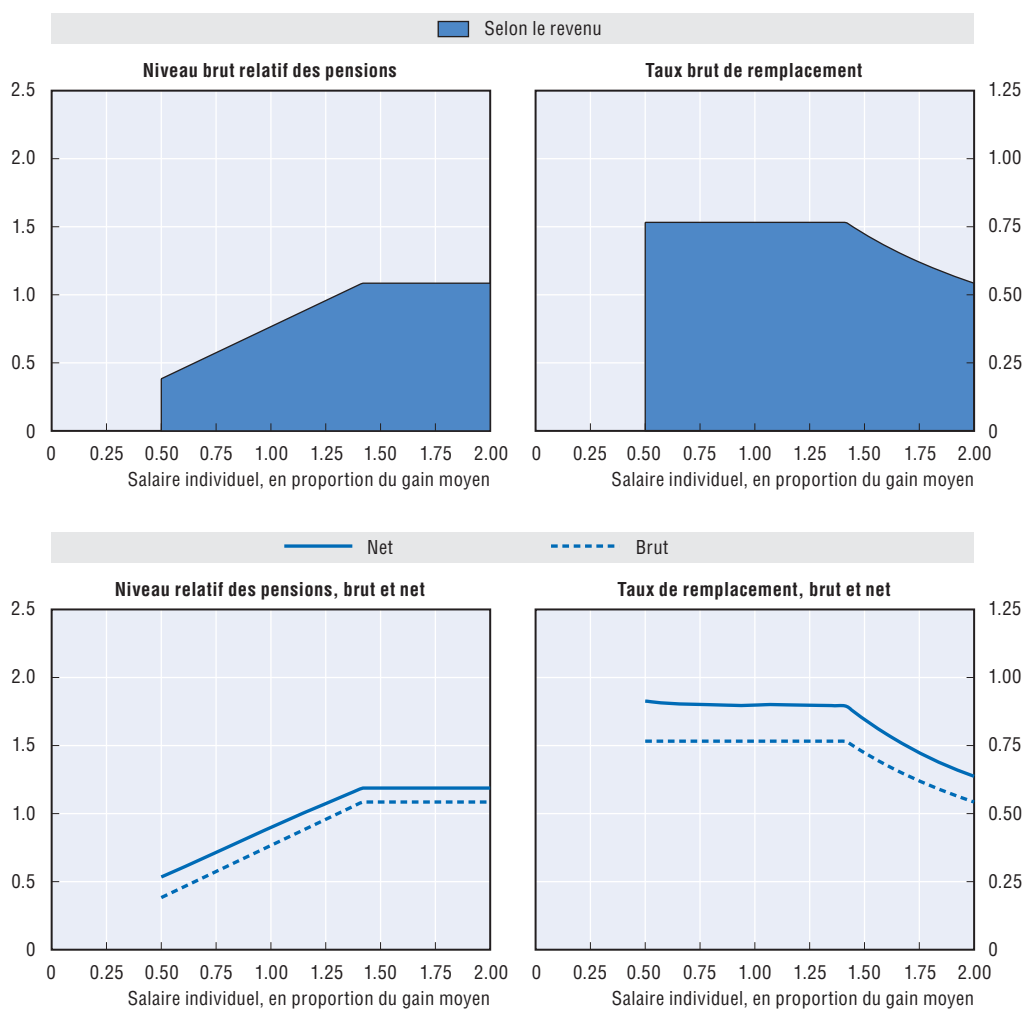 Selon le revenu
Niveau brut relatif des pensions
2.5
2.0
1.5
1.0
0.5
0
0 0.25 0.50 0.75 1.00 1.25 1.50 1.75 2.00
Salaire individuel, en proportion du gain moyen
Taux brut de remplacement
1.25
1.00
0.75
0.50
0.25
0
0 0.25 0.50 0.75 1.00 1.25 1.50 1.75 2.00
Salaire individuel, en proportion du gain moyen
Net Brut
Niveau relatif des pensions, brut et net
2.5
2.0
1.5
1.0
0.5
0
0 0.25 0.50 0.75 1.00 1.25 1.50 1.75 2.00
Salaire individuel, en proportion du gain moyen
Taux de remplacement, brut et net
1.25
1.00
0.75
0.50
0.25
0
0 0.25 0.50 0.75 1.00 1.25 1.50 1.75 2.00
Salaire individuel, en proportion du gain moyen